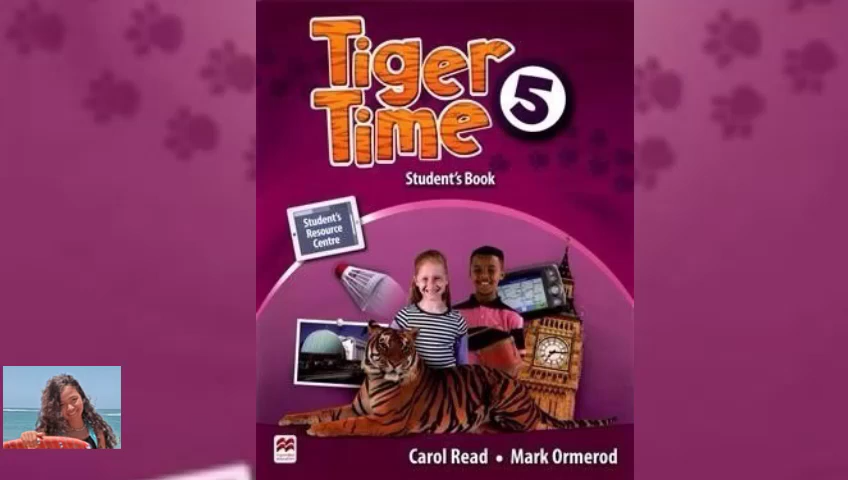 Tiger
Time
5
Student's Book
Student's
Resource
Centre
Carol Read • Mark Ormerod